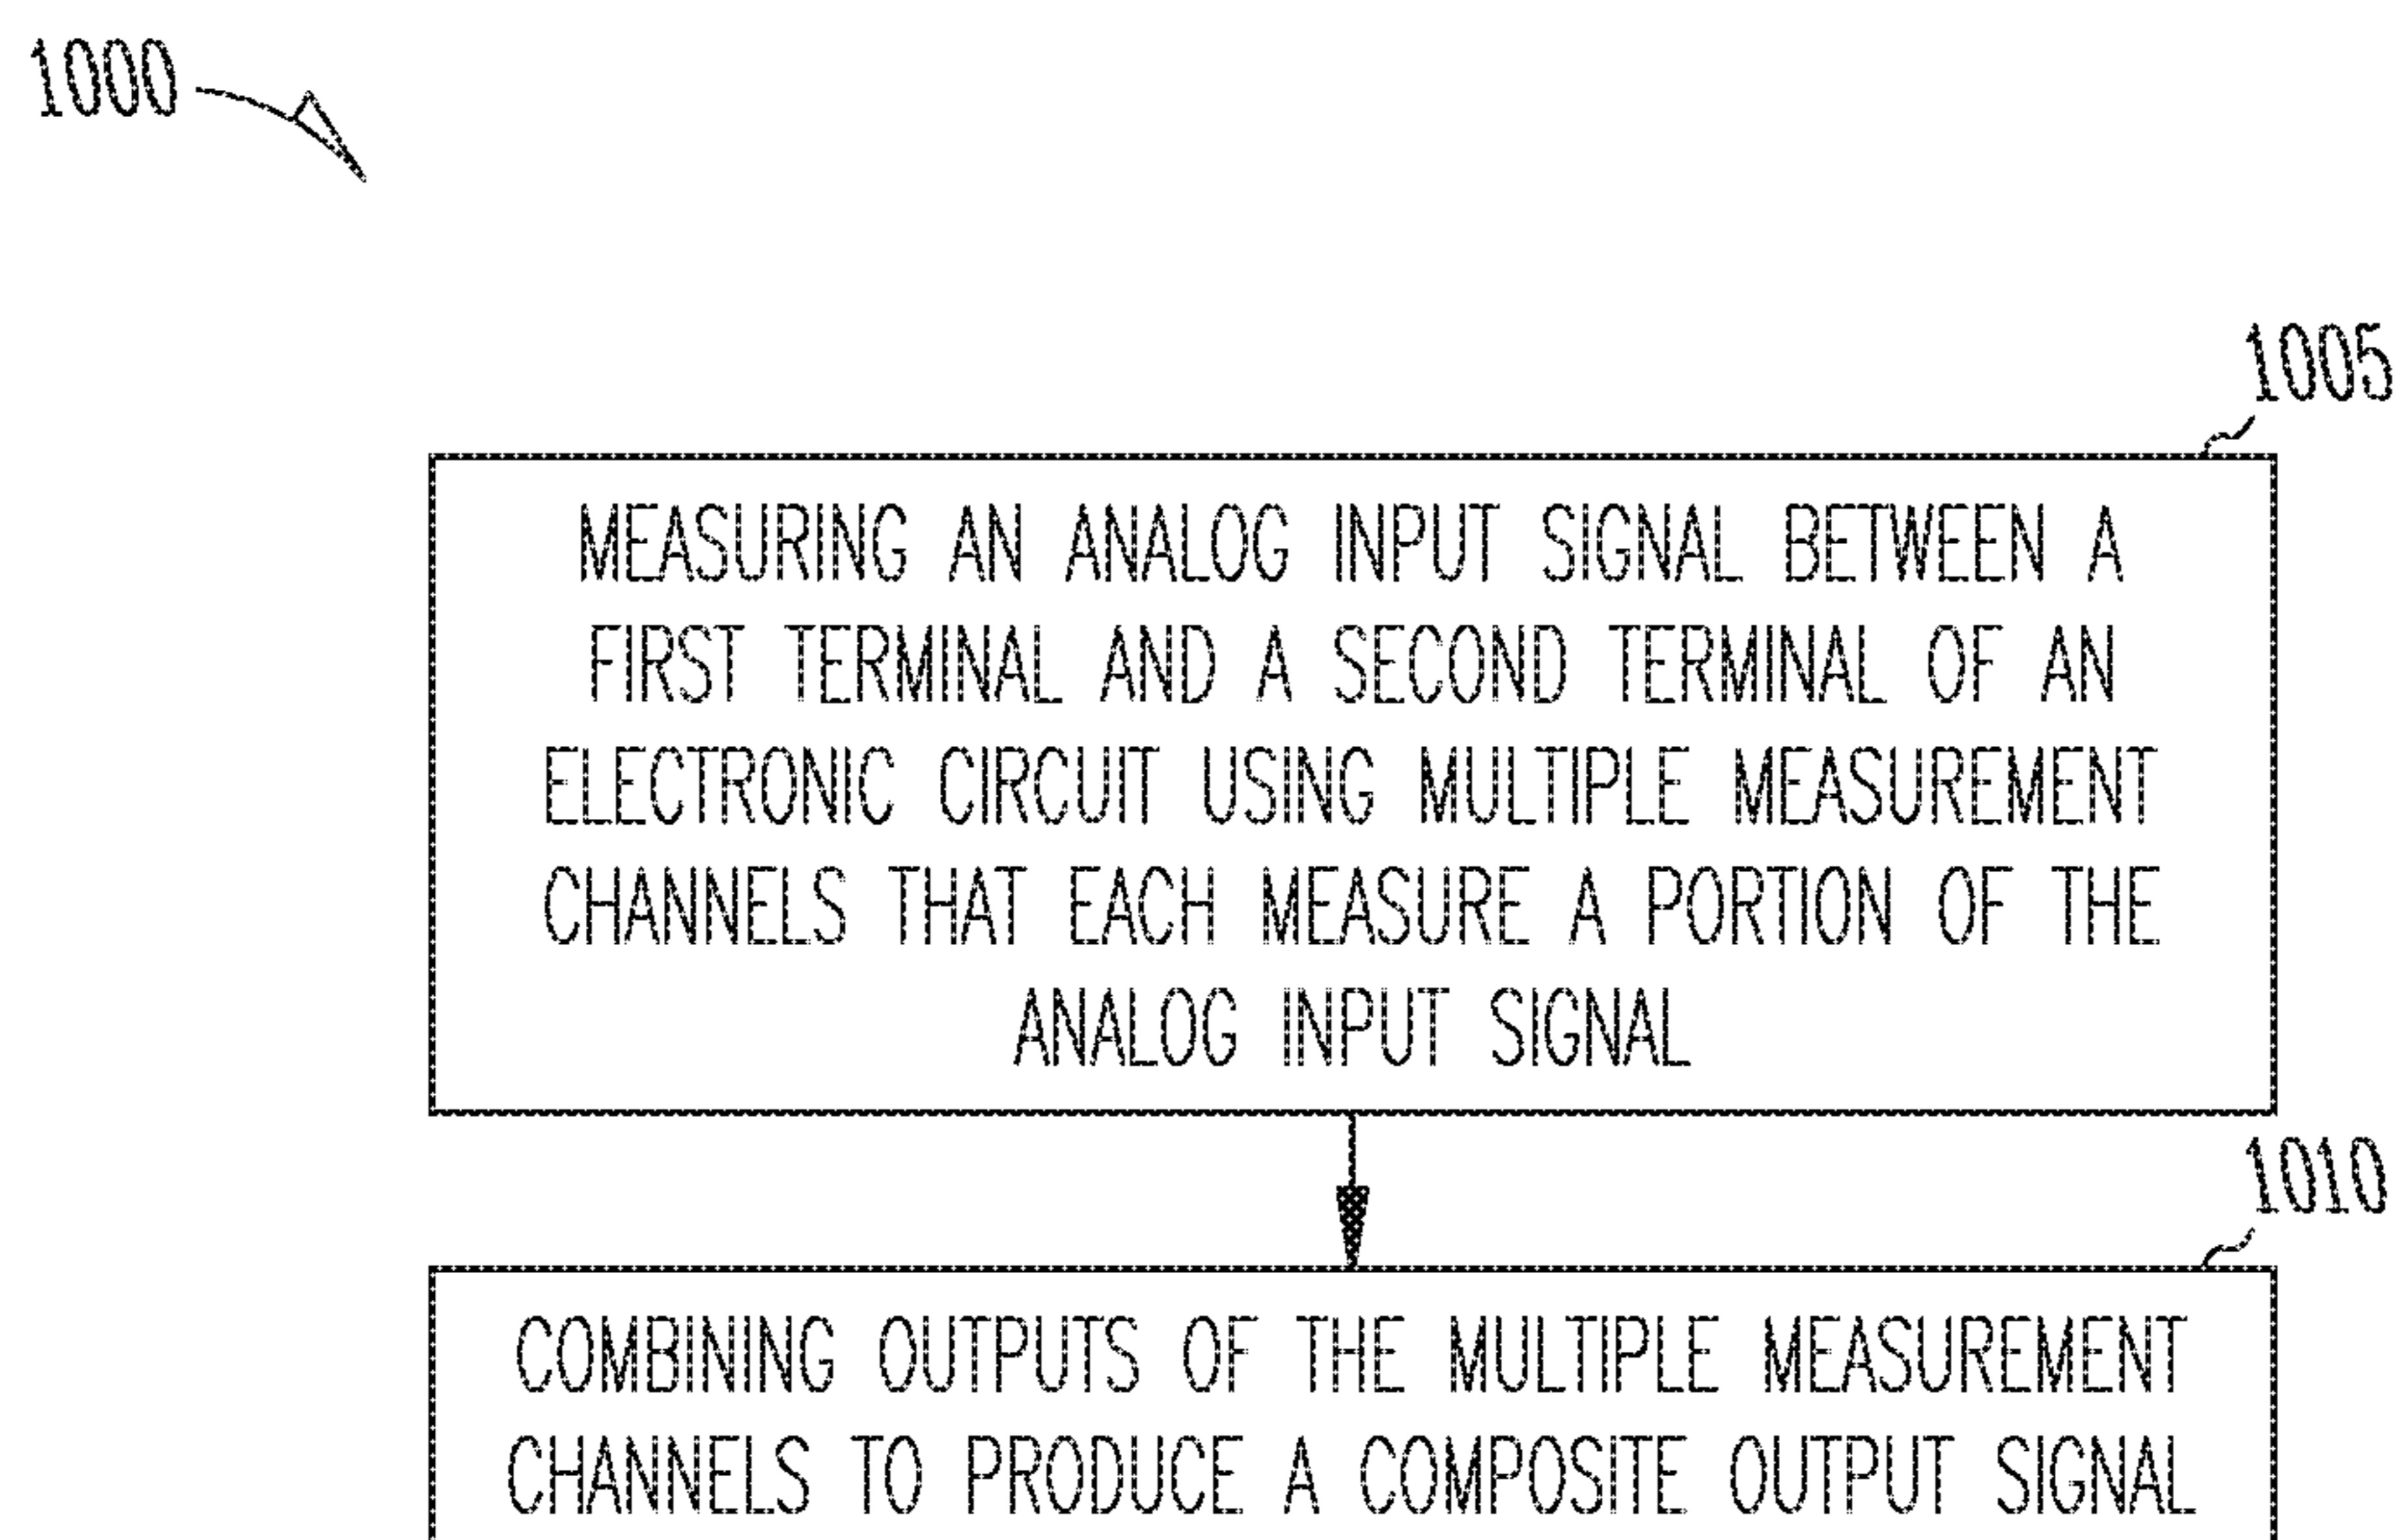 1000
1005
MEASURING AN ANALOG INPUT SIGNAL BETWEEN A
FIRST TERMINAL AND A SECOND TERMINAL OF AN
ELECTRONIC CIRCUIT USING MULTIPLE MEASUREMENT
CHANNELS THAT EACH MEASURE A PORTION OF THE
ANALOG INPUT SIGNAL
1010
COMBINING OUTPUTS OF THE MULTIPLE MEASUREMENT
CHANNELS TO PRODUCE A COMPOSITE OUTPUT SIGNAL